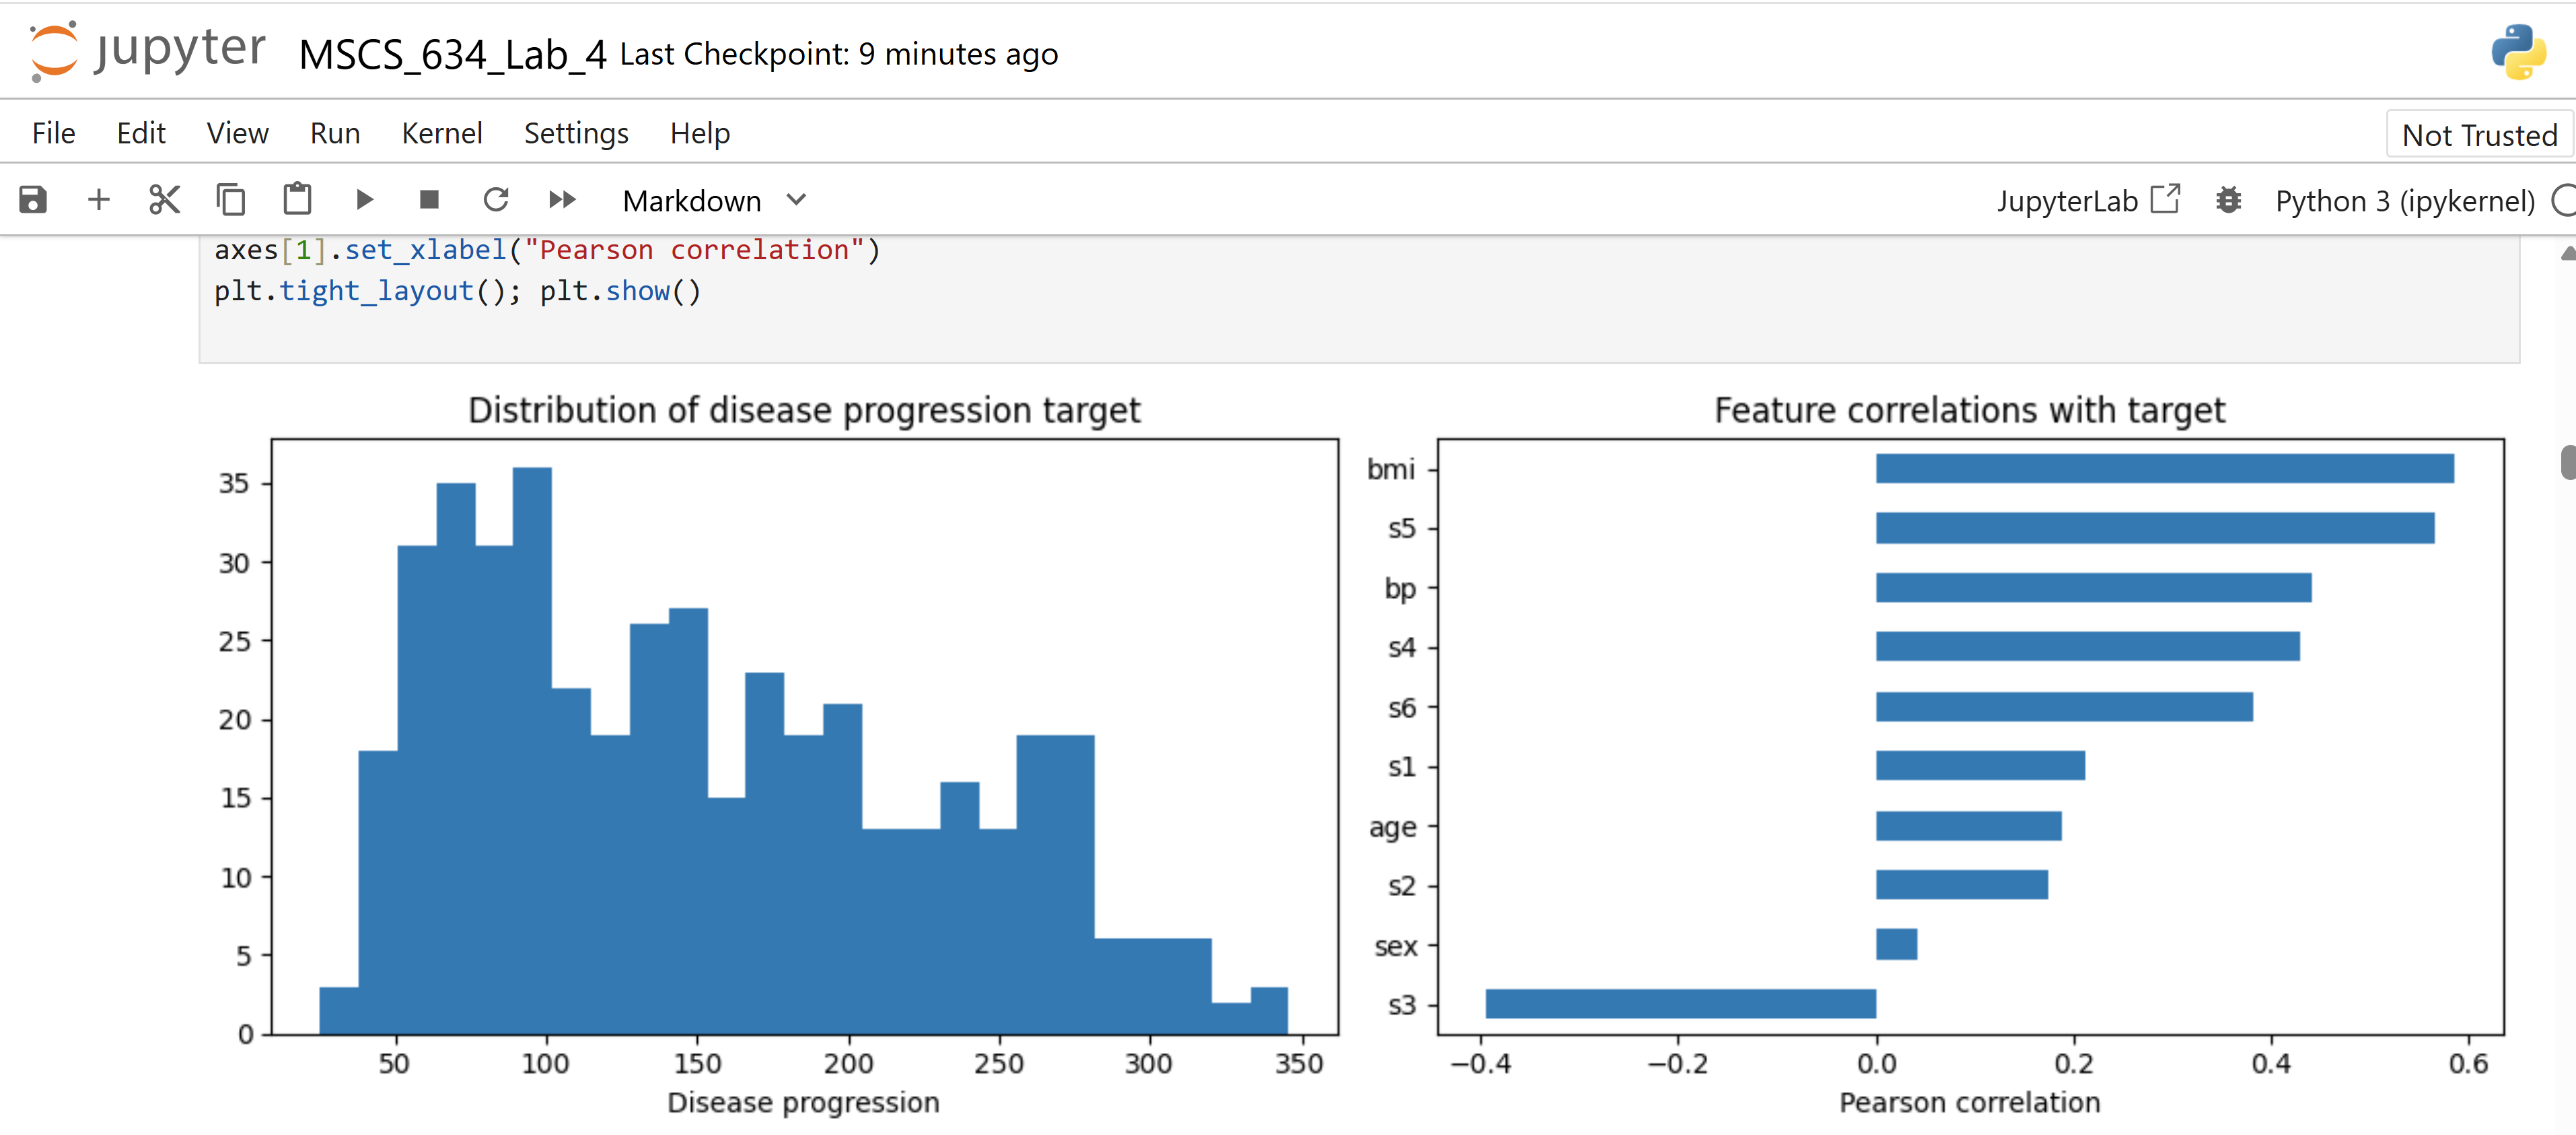 jupyter MSCS_634_Lab_4 Last Checkpoint: 9 minutes ago
File Edit View Run Kernel Settings Help Not Trusted
Markdown JupyterLab Python 3 (ipykernel)
axes[1].set_xlabel("Pearson correlation")
plt.tight_layout(); plt.show()
Distribution of disease progression target
35
30
25
20
15
10
5
0
50 100 150 200 250 300 350
Disease progression
Feature correlations with target
bmi
s5
bp
s4
s6
s1
age
s2
sex
s3
−0.4 −0.2 0.0 0.2 0.4 0.6
Pearson correlation